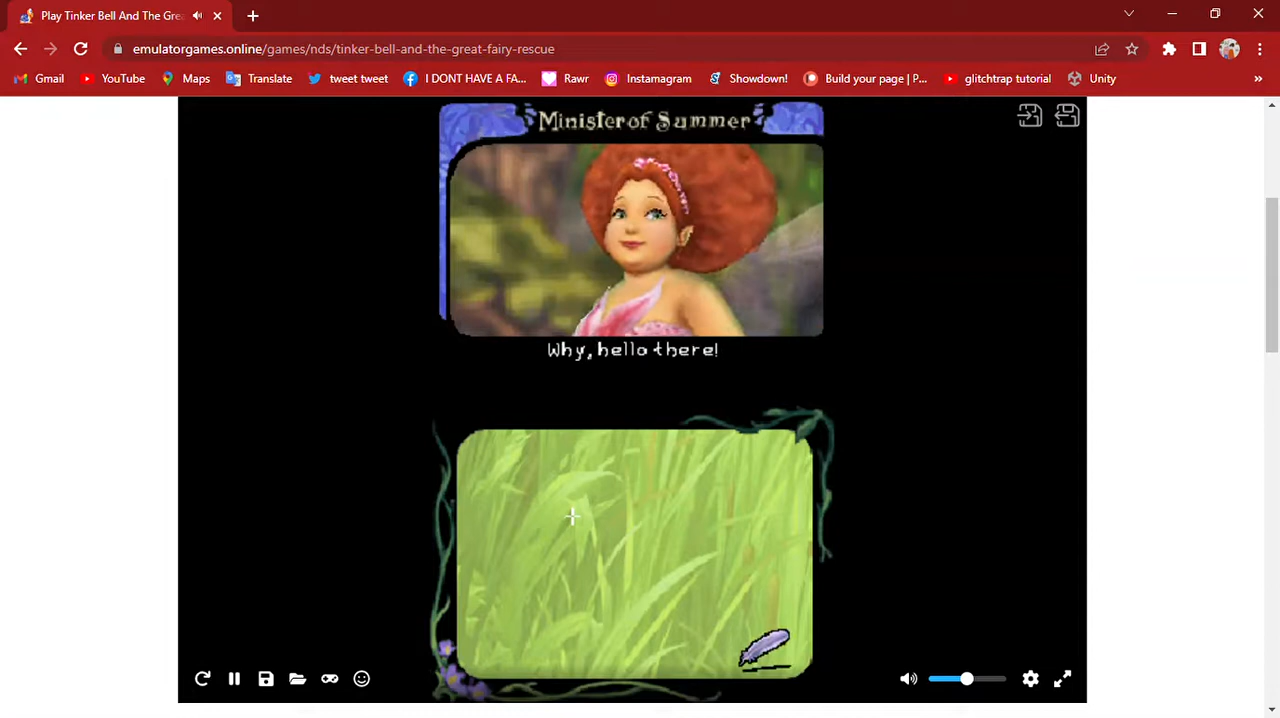 Play Tinker Bell And The Grea
emulatorgames.online/games/nds/tinker-bell-and-the-great-fairy-rescue
Gmail YouTube Maps Translate tweet tweet I DONT HAVE A FA... Rawr Instamagram Showdown! Build your page | P... glitchtrap tutorial Unity »
Minister of Summer
Why, hello there!